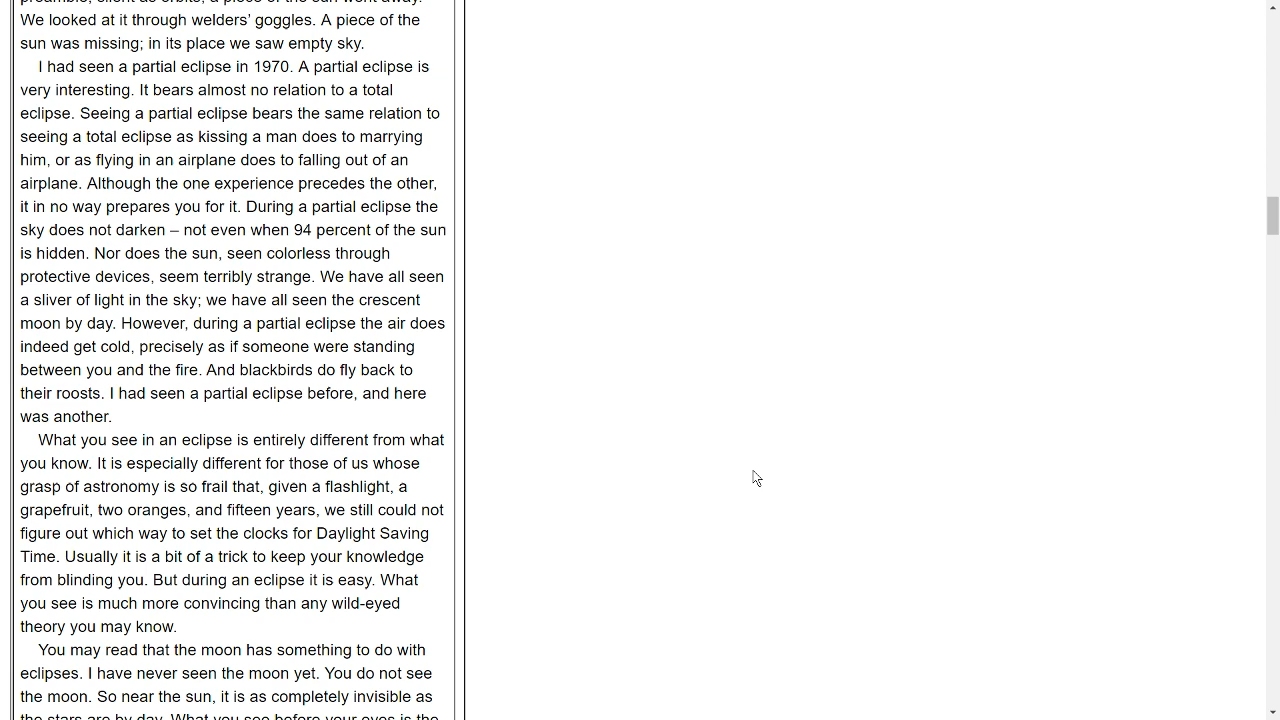 We looked at it through welders’ goggles. A piece of the
sun was missing; in its place we saw empty sky.
I had seen a partial eclipse in 1970. A partial eclipse is
very interesting. It bears almost no relation to a total
eclipse. Seeing a partial eclipse bears the same relation to
seeing a total eclipse as kissing a man does to marrying
him, or as flying in an airplane does to falling out of an
airplane. Although the one experience precedes the other,
it in no way prepares you for it. During a partial eclipse the
sky does not darken – not even when 94 percent of the sun
is hidden. Nor does the sun, seen colorless through
protective devices, seem terribly strange. We have all seen
a sliver of light in the sky; we have all seen the crescent
moon by day. However, during a partial eclipse the air does
indeed get cold, precisely as if someone were standing
between you and the fire. And blackbirds do fly back to
their roosts. I had seen a partial eclipse before, and here
was another.
What you see in an eclipse is entirely different from what
you know. It is especially different for those of us whose
grasp of astronomy is so frail that, given a flashlight, a
grapefruit, two oranges, and fifteen years, we still could not
figure out which way to set the clocks for Daylight Saving
Time. Usually it is a bit of a trick to keep your knowledge
from blinding you. But during an eclipse it is easy. What
you see is much more convincing than any wild-eyed
theory you may know.
You may read that the moon has something to do with
eclipses. I have never seen the moon yet. You do not see
the moon. So near the sun, it is as completely invisible as
the stars are by day. What you see before your eyes is the